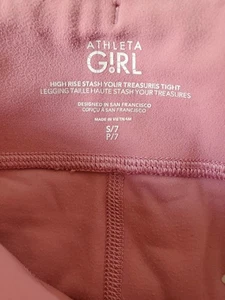 ATHLETA
G!RL
HIGH RISE STASH YOUR TREASURES TIGHT
LEGGING TAILLE HAUTE STASH YOUR TREASURES
DESIGNED IN SAN FRANCISCO
CONÇU À SAN FRANCISCO
MADE IN VIETNAM
S/7
P/7